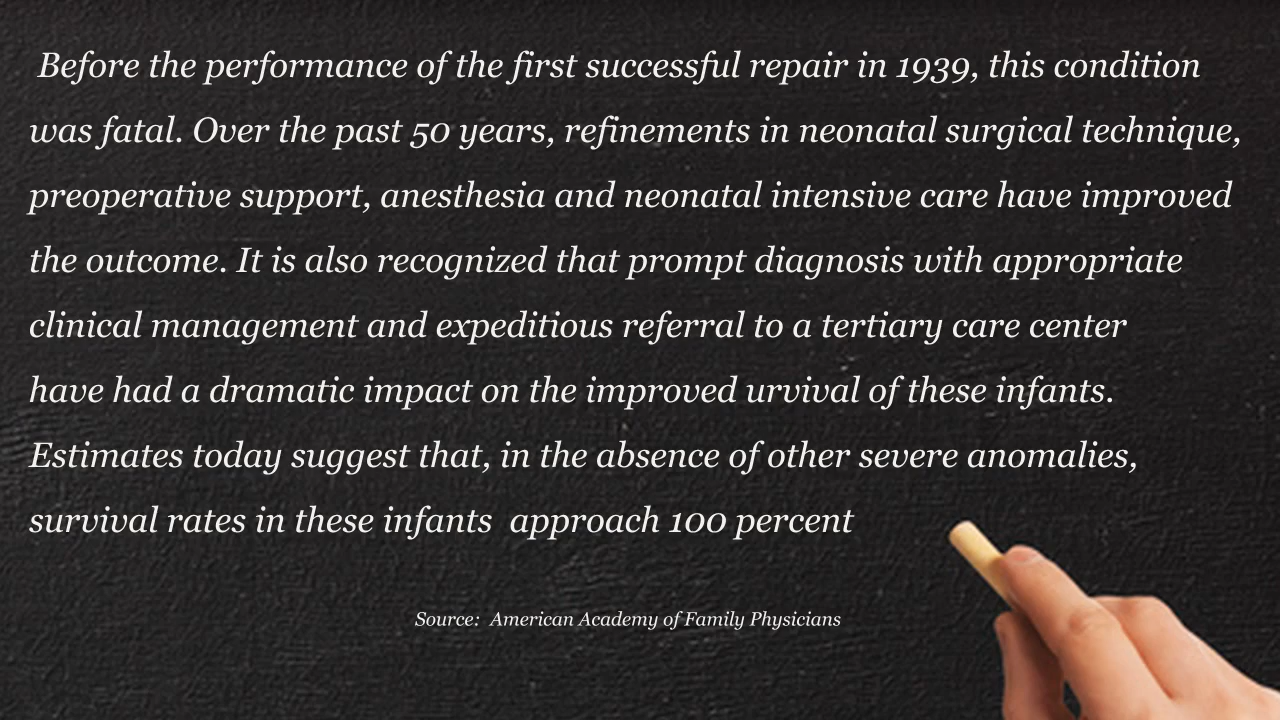 Before the performance of the first successful repair in 1939, this condition
was fatal. Over the past 50 years, refinements in neonatal surgical technique,
preoperative support, anesthesia and neonatal intensive care have improved
the outcome. It is also recognized that prompt diagnosis with appropriate
clinical management and expeditious referral to a tertiary care center
have had a dramatic impact on the improved urvival of these infants.
Estimates today suggest that, in the absence of other severe anomalies,
survival rates in these infants  approach 100 percent
Source:  American Academy of Family Physicians